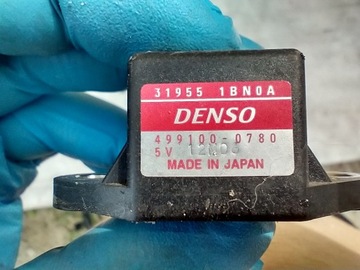 31955 1BN0A
DENSO
499100-0780
5V
MADE IN JAPAN